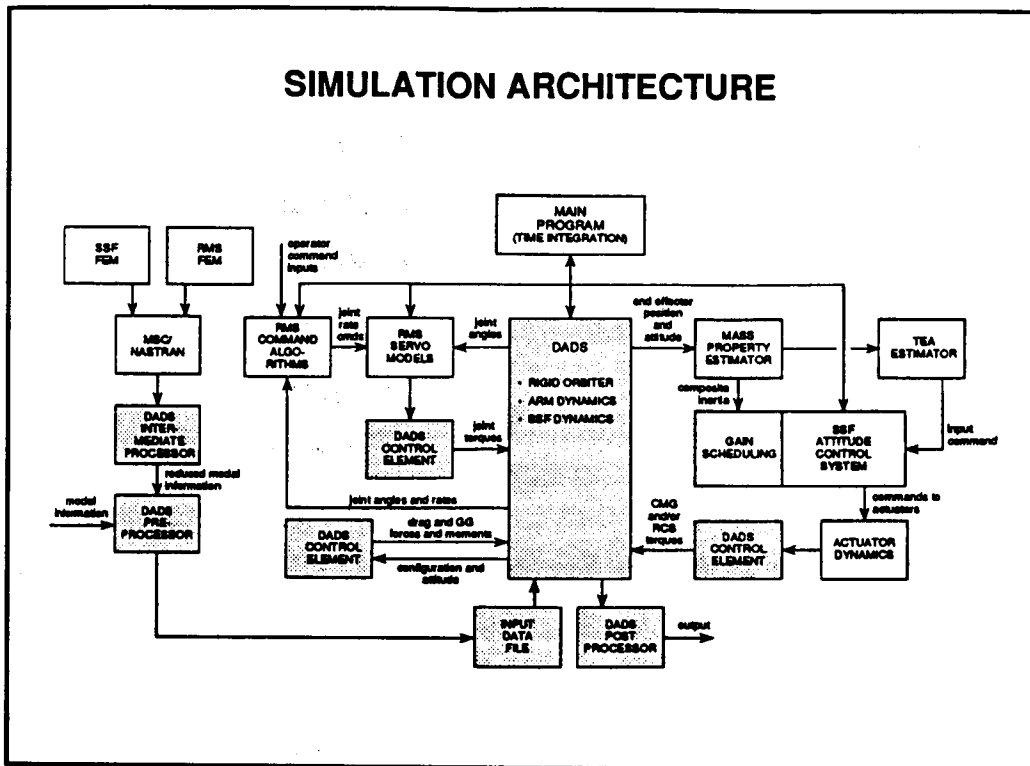 SIMULATION ARCHITECTURE
MAIN
PROGRAM
(TIME INTEGRATION)
SSF
FEM
RMS
FEM
operator
command
inputs
MSC/
NASTRAN
RMS
COMMAND
ALGO-
RITHMS
joint
rate
cmds
RMS
SERVO
MODELS
joint
angles
DADS
• RIGID ORBITER
• ARM DYNAMICS
• SSF DYNAMICS
end effecter
position
and
attitude
MASS
PROPERTY
ESTIMATOR
TEA
ESTIMATOR
composite
inertia
DADS
INTER-
MEDIATE
PROCESSOR
DADS
CONTROL
ELEMENT
joint
torques
GAIN
SCHEDULING
SSF
ATTITUDE
CONTROL
SYSTEM
input
command
reduced modal
information
modal
information
DADS
PRE-
PROCESSOR
joint angles and rates
DADS
CONTROL
ELEMENT
drag and GG
forces and moments
configuration and
attitude
CMG
and/or
RCS
torques
DADS
CONTROL
ELEMENT
commands to
actuators
ACTUATOR
DYNAMICS
INPUT
DATA
FILE
DADS
POST
PROCESSOR
output